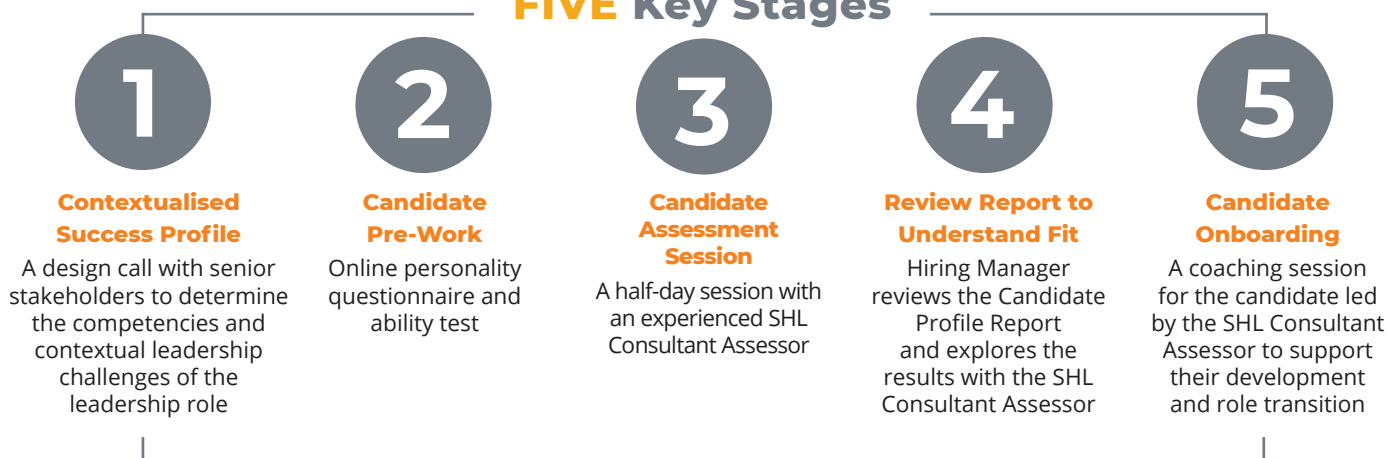 FIVE Key Stages
1
Contextualised
Success Profile
A design call with senior
stakeholders to determine
the competencies and
contextual leadership
challenges of the
leadership role
2
Candidate
Pre-Work
Online personality
questionnaire and
ability test
3
Candidate
Assessment
Session
A half-day session with
an experienced SHL
Consultant Assessor
4
Review Report to
Understand Fit
Hiring Manager
reviews the Candidate
Profile Report
and explores the
results with the SHL
Consultant Assessor
5
Candidate
Onboarding
A coaching session
for the candidate led
by the SHL Consultant
Assessor to support
their development
and role transition